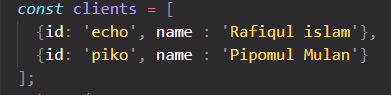 const clients = [
{id: 'echo', name : 'Rafiqul islam'},
{id: 'piko', name : 'Pipomul Mulan'}
];